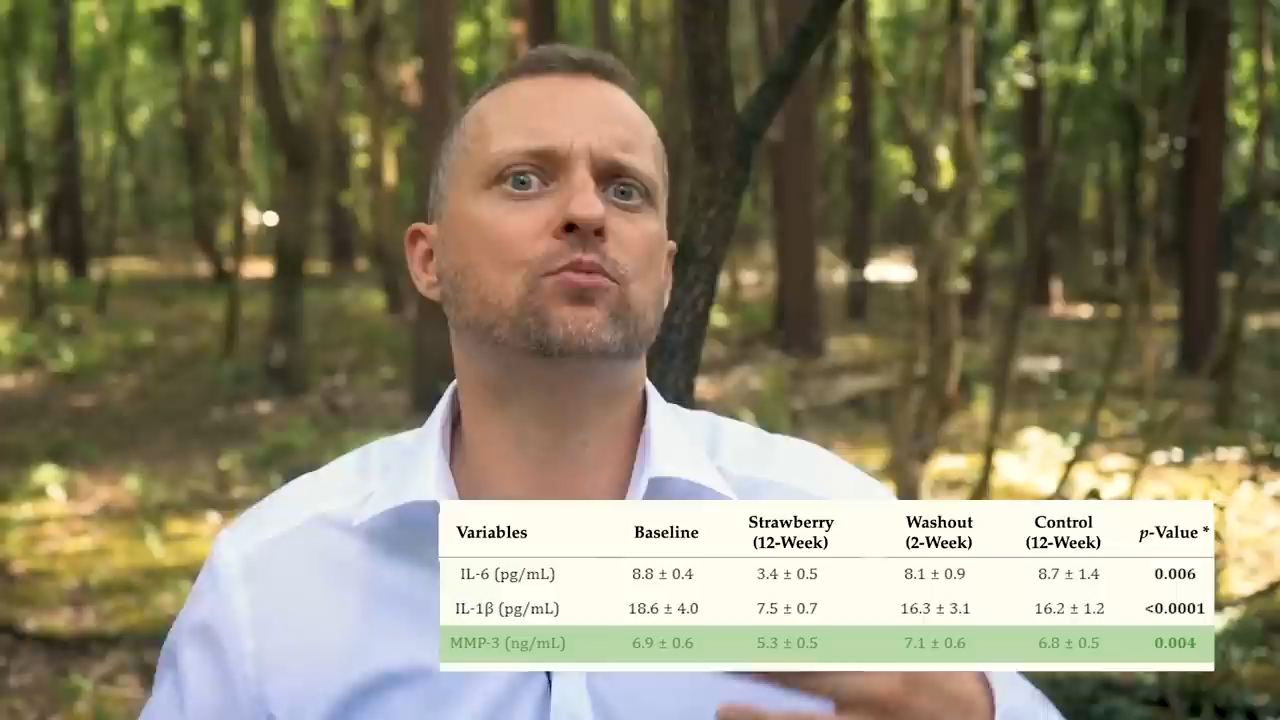 Variables Baseline Strawberry (12-Week) Washout (2-Week) Control (12-Week) p-Value *
IL-6 (pg/mL) 8.8 ± 0.4 3.4 ± 0.5 8.1 ± 0.9 8.7 ± 1.4 0.006
IL-1β (pg/mL) 18.6 ± 4.0 7.5 ± 0.7 16.3 ± 3.1 16.2 ± 1.2 <0.0001
MMP-3 (ng/mL) 6.9 ± 0.6 5.3 ± 0.5 7.1 ± 0.6 6.8 ± 0.5 0.004